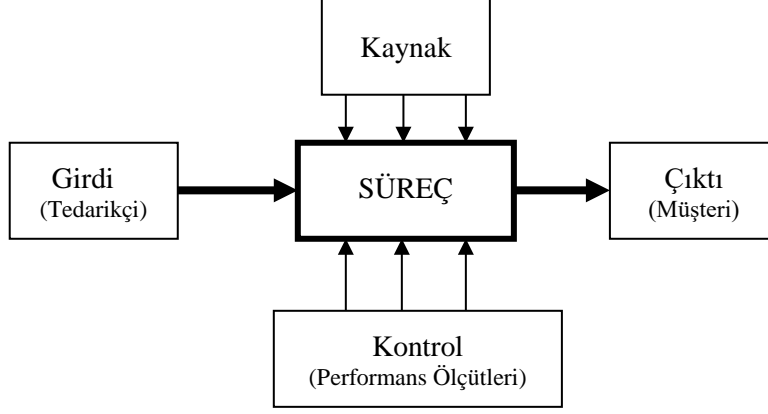 Kaynak
Girdi
(Tedarikçi)
SÜREÇ
Çıktı
(Müşteri)
Kontrol
(Performans Ölçütleri)